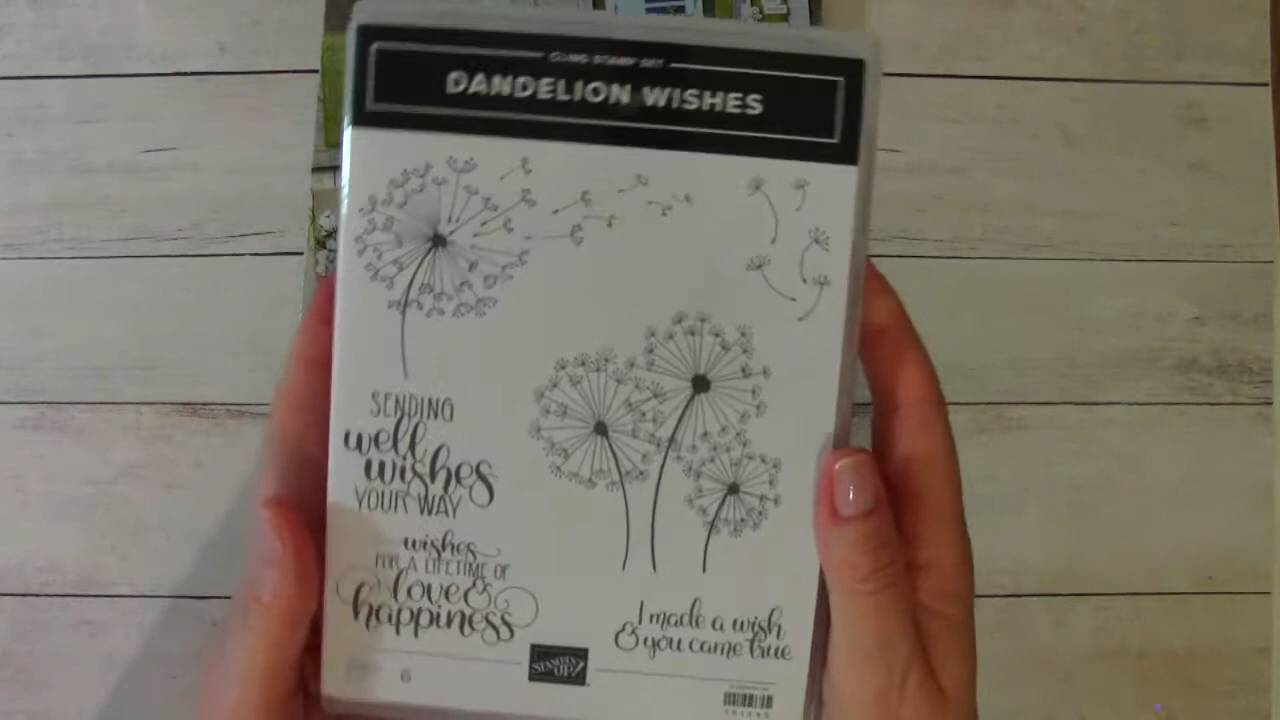 CLING STAMP SET
DANDELION WISHES
SENDING
well
wishes
YOUR WAY
wishes
FOR A LIFETIME OF
love &
happiness
I made a wish
& you came true
STAMPIN'
UP!
6